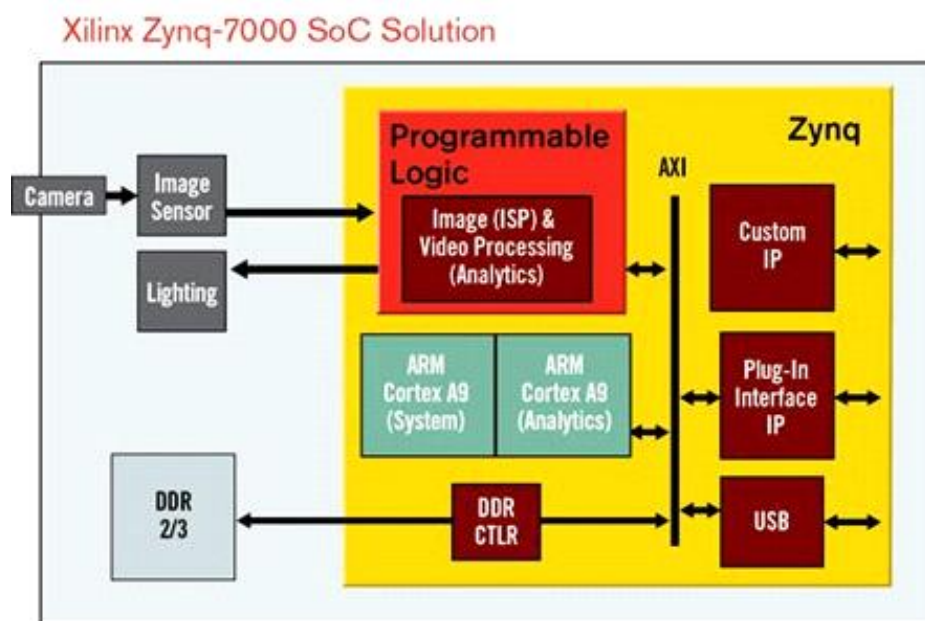 Xilinx Zynq-7000 SoC Solution
Zynq
Programmable
Logic
AXI
Camera
Image
Sensor
Image (ISP) &
Video Processing
(Analytics)
Custom
IP
Lighting
ARM
Cortex A9
(System)
ARM
Cortex A9
(Analytics)
Plug-In
Interface
IP
DDR
2/3
DDR
CTLR
USB